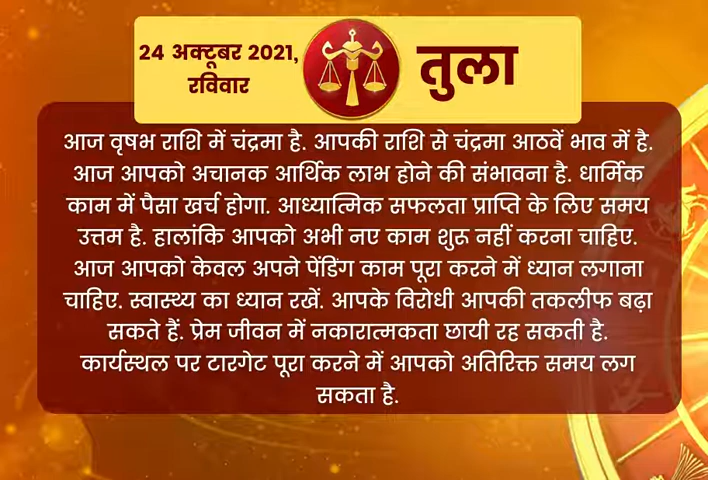 24 अक्टूबर 2021,
रविवार
तुला
आज वृषभ राशि में चंद्रमा है. आपकी राशि से चंद्रमा आठवें भाव में है.
आज आपको अचानक आर्थिक लाभ होने की संभावना है. धार्मिक
काम में पैसा खर्च होगा. आध्यात्मिक सफलता प्राप्ति के लिए समय
उत्तम है. हालांकि आपको अभी नए काम शुरू नहीं करना चाहिए.
आज आपको केवल अपने पेंडिंग काम पूरा करने में ध्यान लगाना
चाहिए. स्वास्थ्य का ध्यान रखें. आपके विरोधी आपकी तकलीफ बढ़ा
सकते हैं. प्रेम जीवन में नकारात्मकता छायी रह सकती है.
कार्यस्थल पर टारगेट पूरा करने में आपको अतिरिक्त समय लग
सकता है.